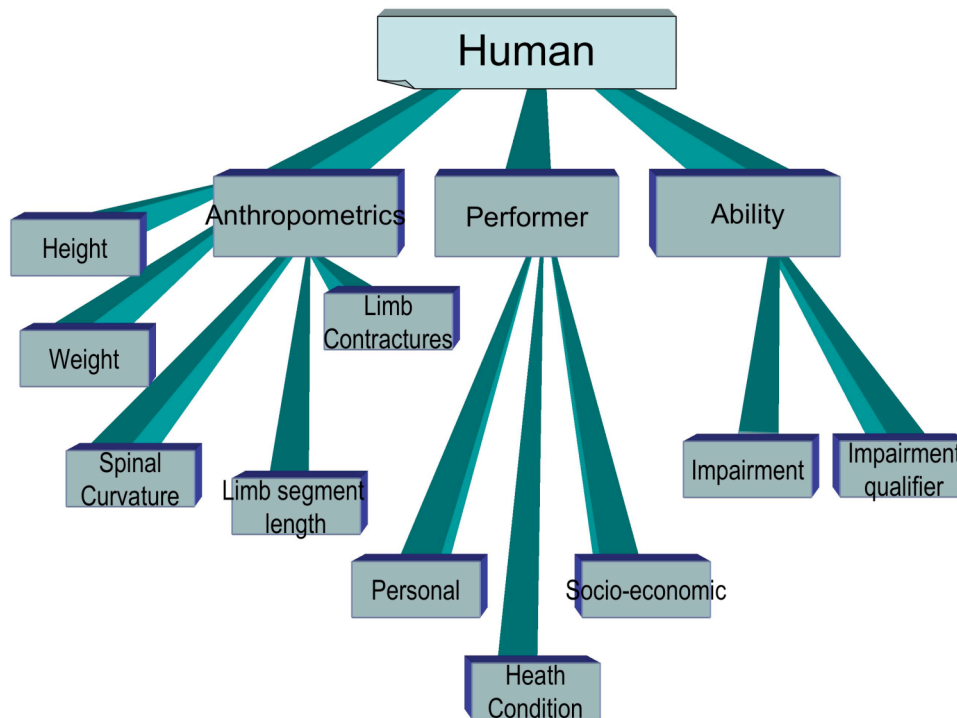 Human
Anthropometrics
Performer
Ability
Height
Weight
Limb
Contractures
Spinal
Curvature
Limb segment
length
Impairment
Impairment
qualifier
Personal
Socio-economic
Heath
Condition